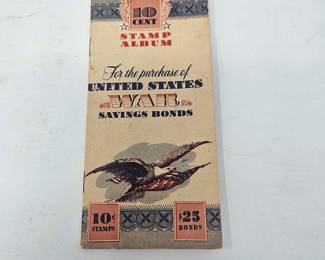 10
CENT
STAMP
ALBUM
For the purchase of
UNITED STATES
WAR
SAVINGS BONDS
10¢ $25
STAMPS BONDS